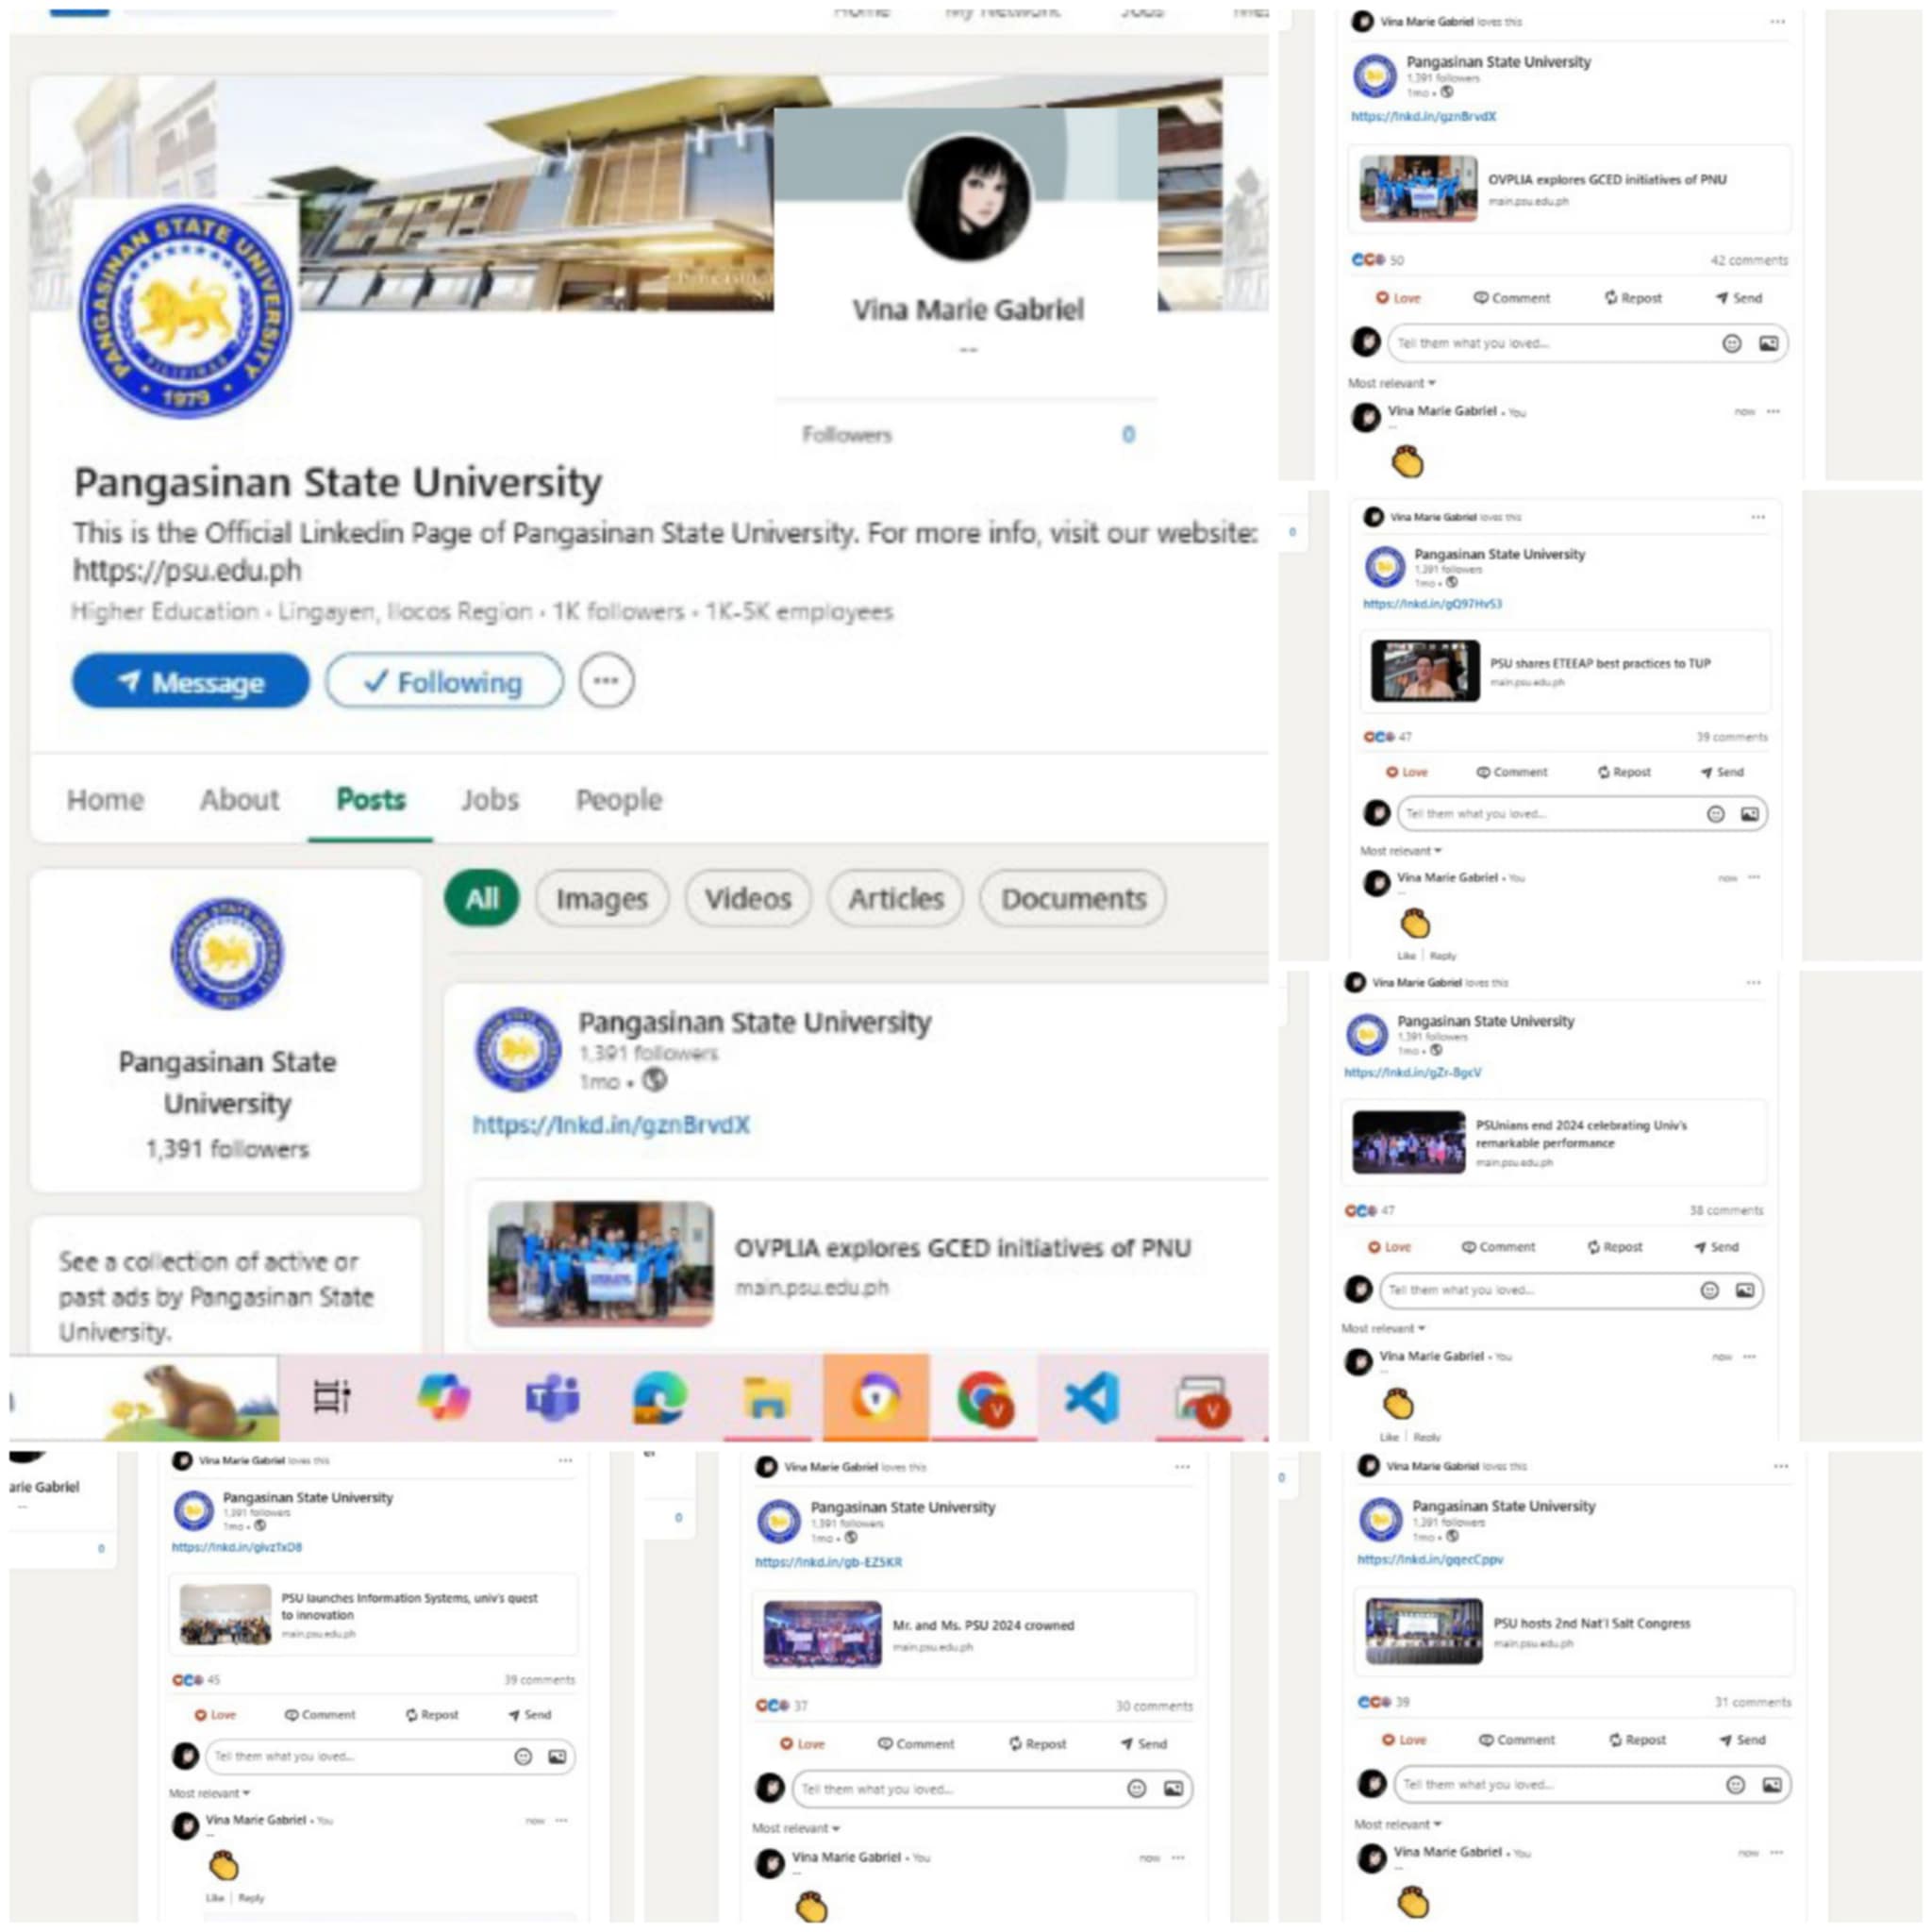 Home
My Network
Jobs
PANGASINAN STATE UNIVERSITY
1979
Vina Marie Gabriel
--
Followers 0
Pangasinan State University
This is the Official Linkedin Page of Pangasinan State University. For more info, visit our website:
https://psu.edu.ph
Higher Education • Lingayen, Ilocos Region • 1K followers • 1K-5K employees
Message
Following
Home
About
Posts
Jobs
People
All
Images
Videos
Articles
Documents
Pangasinan State
University
1,391 followers
See a collection of active or
past ads by Pangasinan State
University.
Pangasinan State University
1,391 followers
1mo •
https://lnkd.in/gznBrvdX
OVPLIA explores GCED initiatives of PNU
main.psu.edu.ph
Vina Marie Gabriel loves this
Pangasinan State University
1,391 followers
1mo •
https://lnkd.in/gznBrvdX
OVPLIA explores GCED initiatives of PNU
main.psu.edu.ph
50 42 comments
Love Comment Repost Send
Tell them what you loved...
Most relevant
Vina Marie Gabriel • You now
--
0
Vina Marie Gabriel loves this
Pangasinan State University
1,391 followers
1mo •
https://lnkd.in/gQ97HvS3
PSU shares ETEEAP best practices to TUP
main.psu.edu.ph
47 39 comments
Love Comment Repost Send
Tell them what you loved...
Most relevant
Vina Marie Gabriel • You now
--
Like | Reply
Vina Marie Gabriel loves this
Pangasinan State University
1,391 followers
1mo •
https://lnkd.in/gZr-BgcV
PSUnians end 2024 celebrating Univ's
remarkable performance
main.psu.edu.ph
47 38 comments
Love Comment Repost Send
Tell them what you loved...
Most relevant
Vina Marie Gabriel • You now
--
Like | Reply
arie Gabriel
--
0
Vina Marie Gabriel loves this
Pangasinan State University
1,391 followers
1mo •
https://lnkd.in/givzTxD8
PSU launches Information Systems, univ's quest
to innovation
main.psu.edu.ph
45 39 comments
Love Comment Repost Send
Tell them what you loved...
Most relevant
Vina Marie Gabriel • You now
--
Like | Reply
0
Vina Marie Gabriel loves this
Pangasinan State University
1,391 followers
1mo •
https://lnkd.in/gb-EZ5KR
Mr. and Ms. PSU 2024 crowned
main.psu.edu.ph
37 30 comments
Love Comment Repost Send
Tell them what you loved...
Most relevant
Vina Marie Gabriel • You now
--
0
Vina Marie Gabriel loves this
Pangasinan State University
1,391 followers
1mo •
https://lnkd.in/gqecCppv
PSU hosts 2nd Nat'l Salt Congress
main.psu.edu.ph
39 31 comments
Love Comment Repost Send
Tell them what you loved...
Most relevant
Vina Marie Gabriel • You now
--